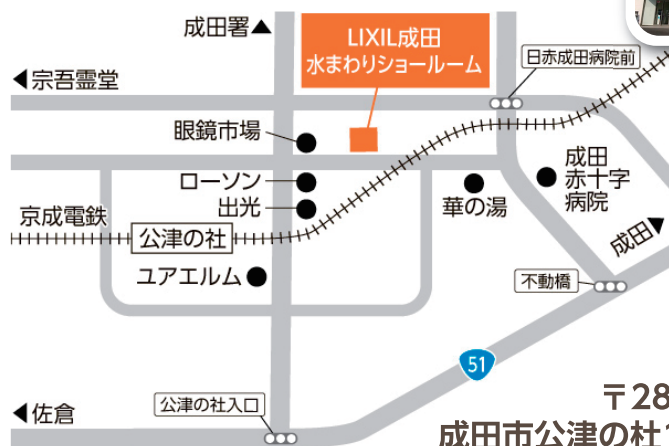 成田署▲
LIXIL成田
水まわりショールーム
日赤成田病院前
◀宗吾霊堂
眼鏡市場
ローソン
出光
華の湯
成田
赤十字
病院
京成電鉄
公津の杜
成田▶
ユアエルム
不動橋
51
◀佐倉
公津の杜入口
〒28
成田市公津の杜